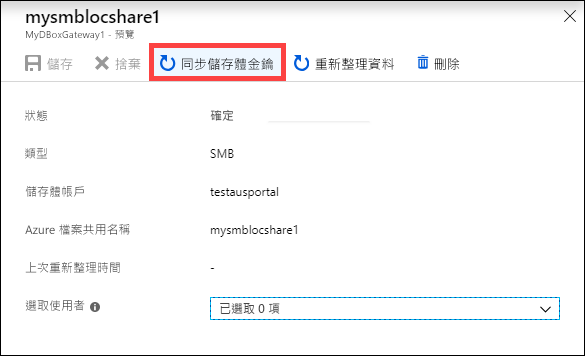 mysmblocshare1
MyDBoxGateway1 - 預覽
儲存 捨棄 同步儲存體金鑰 重新整理資料 刪除
狀態 確定
類型 SMB
儲存體帳戶 testausportal
Azure 檔案共用名稱 mysmblocshare1
上次重新整理時間 -
選取使用者 已選取 0 項